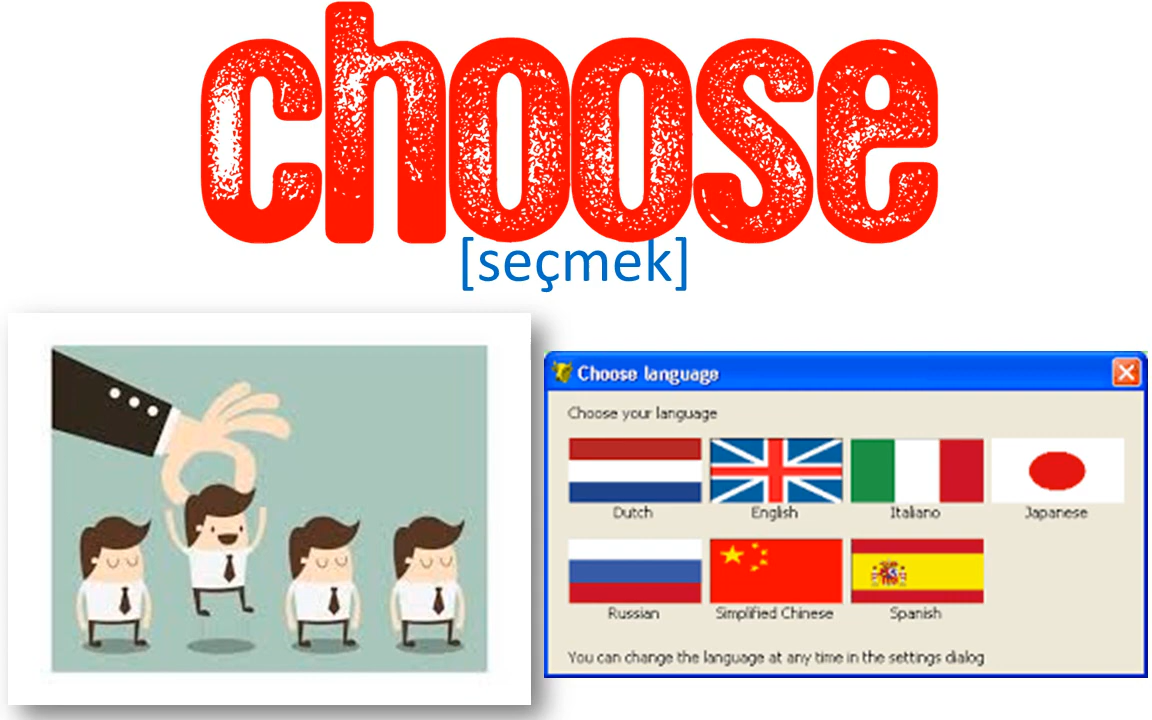 choose
[seçmek]
Choose language
Choose your language
Dutch English Italiano Japanese
Russian Simplified Chinese Spanish
You can change the language at any time in the settings dialog